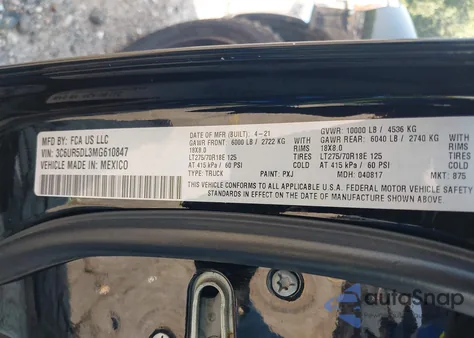 MFD BY: FCA US LLC
VIN: 3C6UR5DL3MG610847
VEHICLE MADE IN: MEXICO
DATE OF MFR (BUILT): 4-21
GAWR FRONT 6000 LB / 2722 KG
18X8.0
TIRES LT275/70R18E 125
AT 415 kPa / 60 PSI
TYPE: TRUCK
PAINT: PXJ
GVWR: 10000 LB / 4536 KG
GAWR REAR: 6040 LB / 2740 KG
18X8.0
LT275/70R18E 125
AT 415 kPa / 60 PSI
MDH: 040817
MKT: B75
THIS VEHICLE CONFORMS TO ALL APPLICABLE U.S.A. FEDERAL MOTOR VEHICLE SAFETY
STANDARDS IN EFFECT ON THE DATE OF MANUFACTURE SHOWN ABOVE.
autoSnap